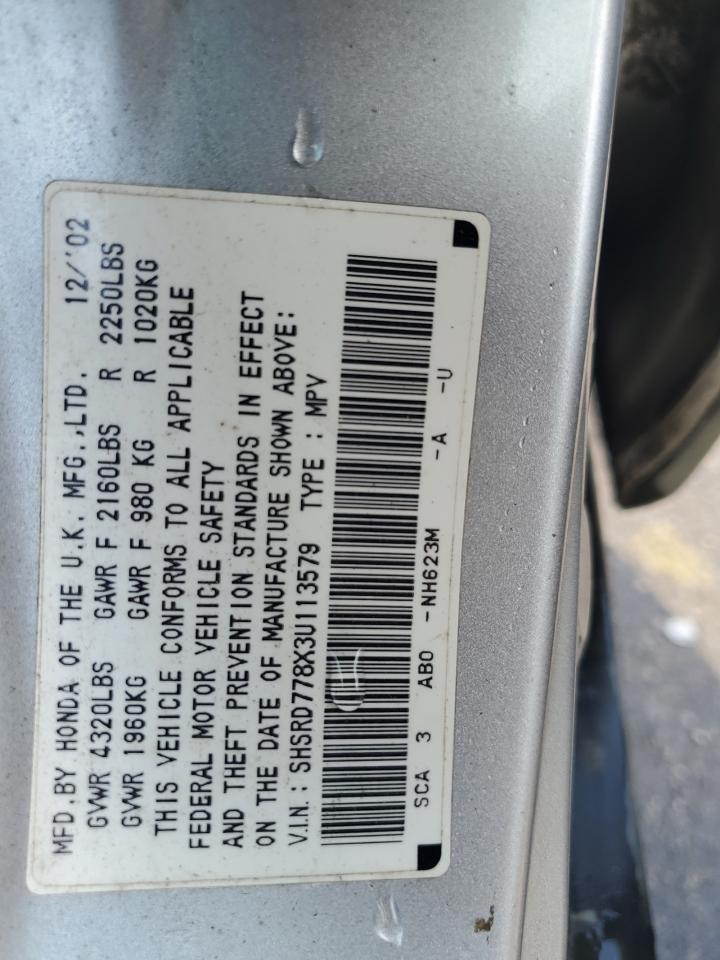 MFD.BY HONDA OF THE U.K. MFG.,LTD. 12/'02
GVWR 4320LBS GAWR F 2160LBS R 2250LBS
GVWR 1960KG GAWR F 980 KG R 1020KG
THIS VEHICLE CONFORMS TO ALL APPLICABLE
FEDERAL MOTOR VEHICLE SAFETY
AND THEFT PREVENTION STANDARDS IN EFFECT
ON THE DATE OF MANUFACTURE SHOWN ABOVE:
V.IN.: SHSRD778X3U113579 TYPE : MPV
SCA 3 ABO -NH623M -A -U